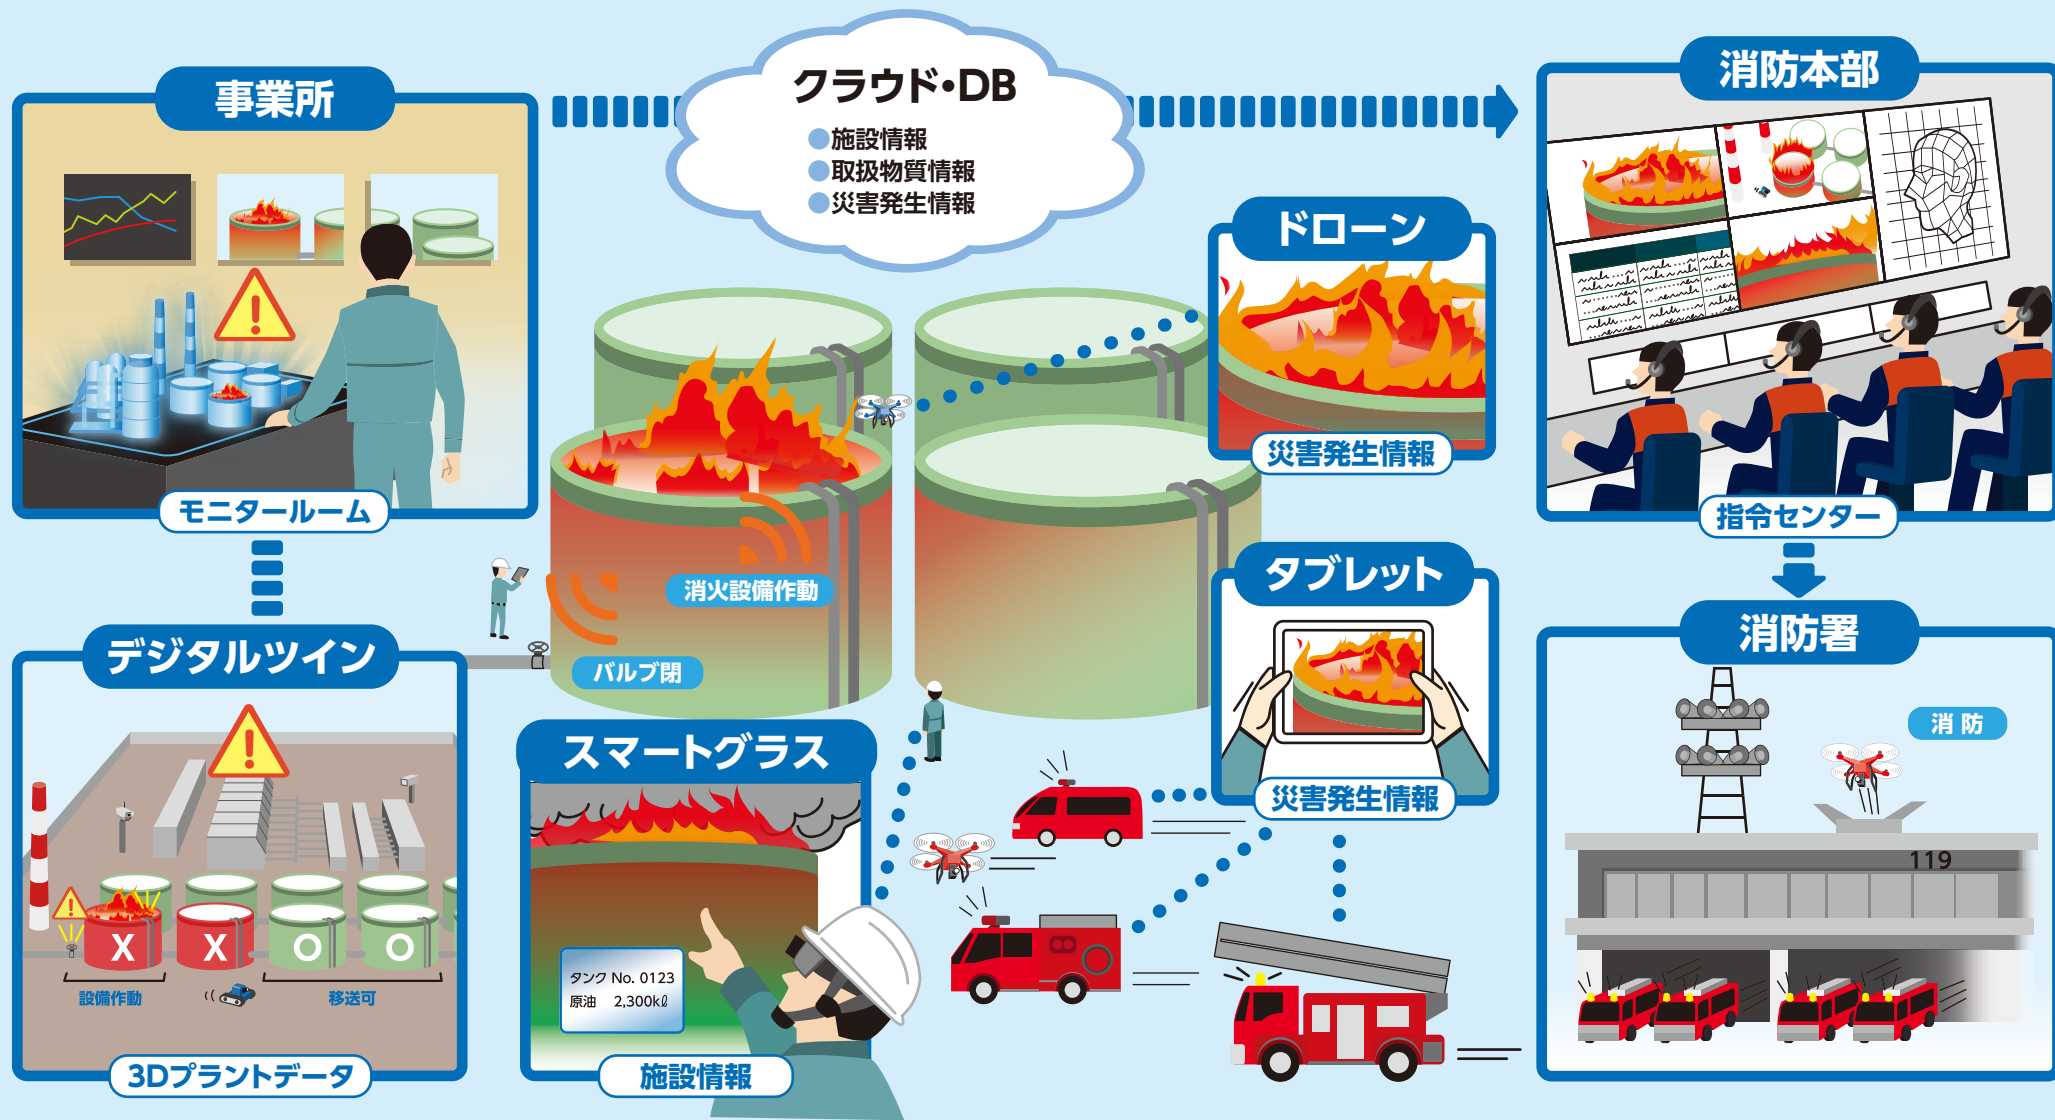 事業所
モニタールーム
クラウド・DB
●施設情報
●取扱物質情報
●災害発生情報
消防本部
指令センター
ドローン
災害発生情報
消火設備作動
バルブ閉
タブレット
災害発生情報
消防署
消防
119
デジタルツイン
X X O O
設備作動
移送可
3Dプラントデータ
スマートグラス
タンク No. 0123
原油 2,300kℓ
施設情報